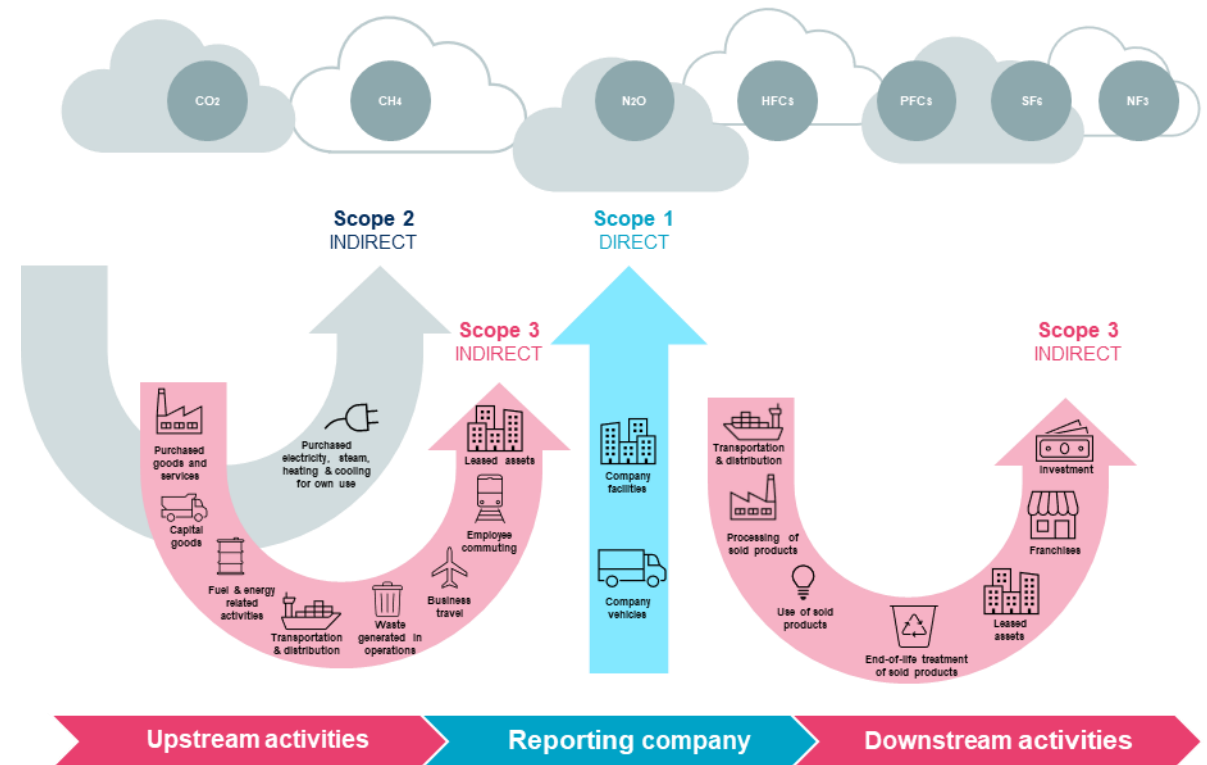 CO2
CH4
N2O
HFCS
PFCS
SF6
NF3
Scope 2
INDIRECT
Scope 1
DIRECT
Scope 3
INDIRECT
Scope 3
INDIRECT
Purchased
goods and
services
Capital
goods
Fuel & energy
related
activities
Transportation
& distribution
Waste
generated in
operations
Business
travel
Employee
commuting
Leased assets
Purchased
electricity, steam,
heating & cooling
for own use
Company
facilities
Company
vehicles
Transportation
& distribution
Processing of
sold products
Use of sold
products
End-of-life treatment
of sold products
Leased
assets
Franchises
Investment
Upstream activities
Reporting company
Downstream activities